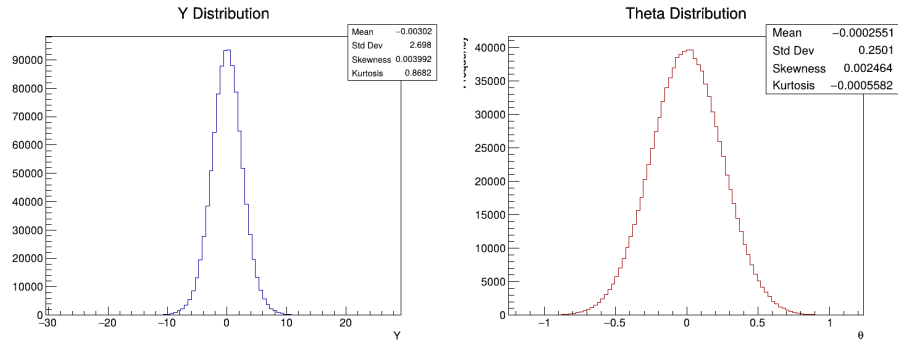 Y Distribution
Mean −0.00302
Std Dev 2.698
Skewness 0.003992
Kurtosis 0.8682
90000
80000
70000
60000
50000
40000
30000
20000
10000
0
−30 −20 −10 0 10 20
Y
Theta Distribution
Mean −0.0002551
Std Dev 0.2501
Skewness 0.002464
Kurtosis −0.0005582
40000
35000
30000
25000
20000
15000
10000
5000
0
−1 −0.5 0 0.5 1
θ